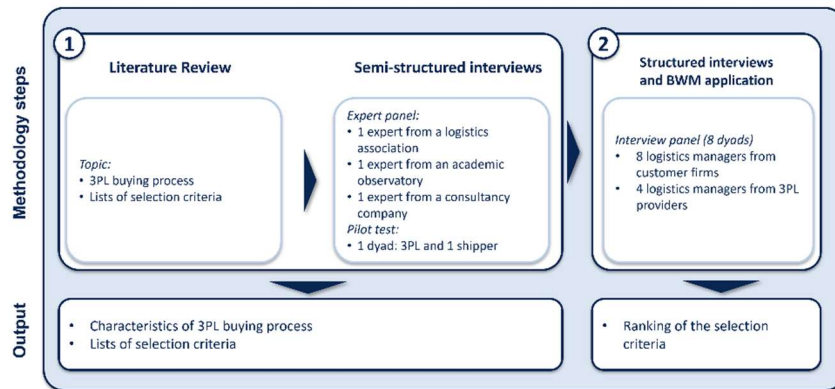 Methodology steps
1
Literature Review
Topic:
• 3PL buying process
• Lists of selection criteria
Semi-structured interviews
Expert panel:
• 1 expert from a logistics
association
• 1 expert from an academic
observatory
• 1 expert from a consultancy
company
Pilot test:
• 1 dyad: 3PL and 1 shipper
2
Structured interviews
and BWM application
Interview panel (8 dyads)
• 8 logistics managers from
customer firms
• 4 logistics managers from 3PL
providers
Output
• Characteristics of 3PL buying process
• Lists of selection criteria
• Ranking of the selection
criteria